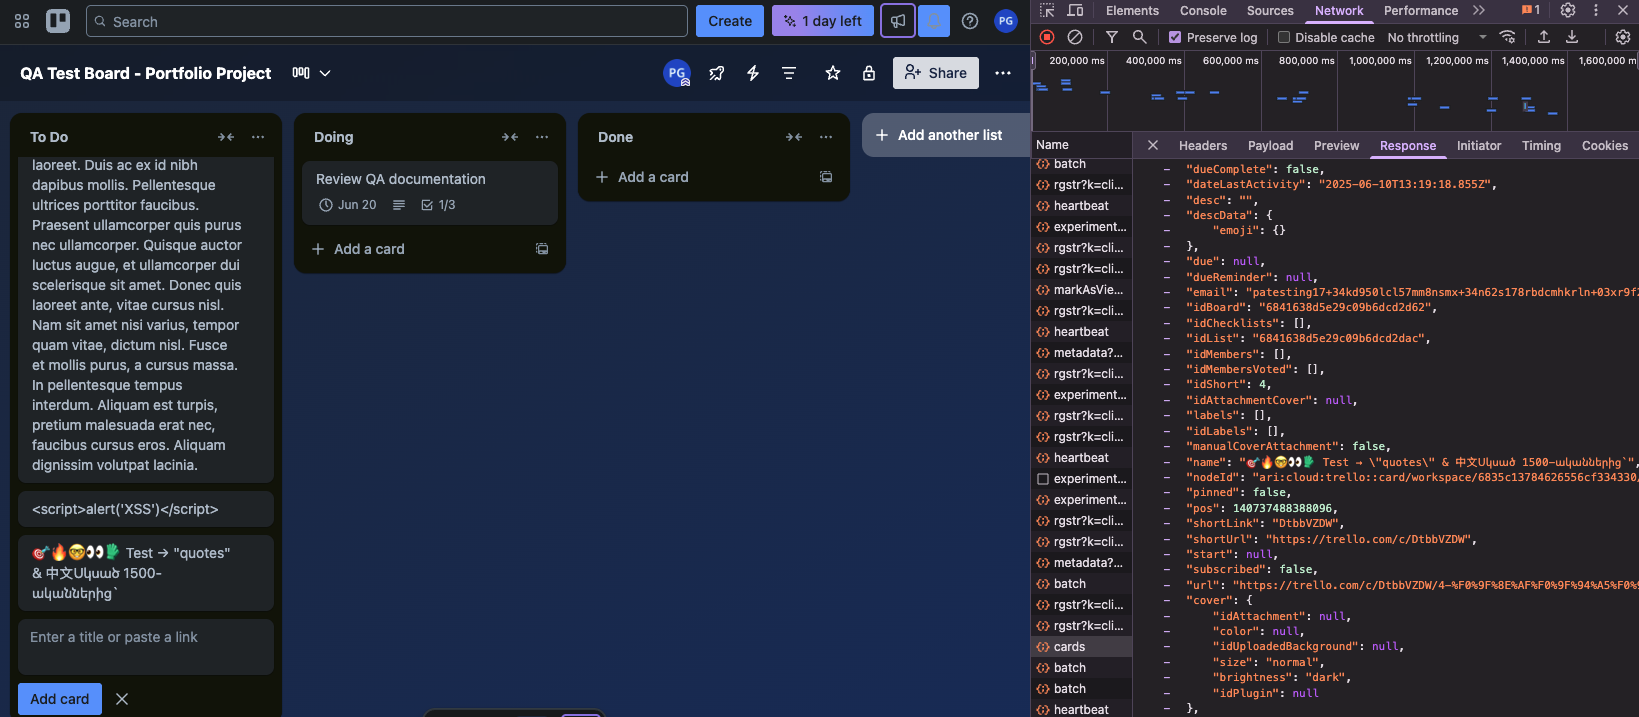 Search
Create
1 day left
PG
Elements
Console
Sources
Network
Performance
1
Preserve log
Disable cache
No throttling
QA Test Board - Portfolio Project
PG
Share
200,000 ms
400,000 ms
600,000 ms
800,000 ms
1,000,000 ms
1,200,000 ms
1,400,000 ms
1,600,000 m
To Do
laoreet. Duis ac ex id nibh
dapibus mollis. Pellentesque
ultrices porttitor faucibus.
Praesent ullamcorper quis purus
nec ullamcorper. Quisque auctor
luctus augue, et ullamcorper dui
scelerisque sit amet. Donec quis
laoreet ante, vitae cursus nisl.
Nam sit amet nisi varius, tempor
quam vitae, dictum nisl. Fusce
et mollis purus, a cursus massa.
In pellentesque tempus
interdum. Aliquam est turpis,
pretium malesuada erat nec,
faucibus cursus eros. Aliquam
dignissim volutpat lacinia.
<script>alert('XSS')</script>
🎯🔥🤓👀 Test → "quotes"
& 中文Սկսած 1500-
ականներից`
Enter a title or paste a link
Add card
Doing
Review QA documentation
Jun 20
1/3
Add a card
Done
Add a card
Add another list
Name
batch
rgstr?k=cli...
heartbeat
experiment...
rgstr?k=cli...
rgstr?k=cli...
markAsVie...
rgstr?k=cli...
heartbeat
metadata?...
rgstr?k=cli...
experiment...
rgstr?k=cli...
rgstr?k=cli...
heartbeat
experiment...
experiment...
rgstr?k=cli...
rgstr?k=cli...
metadata?...
batch
rgstr?k=cli...
rgstr?k=cli...
cards
batch
batch
heartbeat
Headers
Payload
Preview
Response
Initiator
Timing
Cookies
"dueComplete": false,
"dateLastActivity": "2025-06-10T13:19:18.855Z",
"desc": "",
"descData": {
"emoji": {}
},
"due": null,
"dueReminder": null,
"email": "patesting17+34kd950lcl57mm8nsmx+34n62s178rbdcmhkrln+03xr9f
"idBoard": "6841638d5e29c09b6dcd2d62",
"idChecklists": [],
"idList": "6841638d5e29c09b6dcd2dac",
"idMembers": [],
"idMembersVoted": [],
"idShort": 4,
"idAttachmentCover": null,
"labels": [],
"idLabels": [],
"manualCoverAttachment": false,
"name": "🎯🔥🤓👀 Test → \"quotes\" & 中文Սկսած 1500-ականներից`",
"nodeId": "ari:cloud:trello::card/workspace/6835c13784626556cf334330/
"pinned": false,
"pos": 140737488388096,
"shortLink": "DtbbVZDW",
"shortUrl": "https://trello.com/c/DtbbVZDW",
"start": null,
"subscribed": false,
"url": "https://trello.com/c/DtbbVZDW/4-%F0%9F%8E%AF%F0%9F%94%A5%F0%
"cover": {
"idAttachment": null,
"color": null,
"idUploadedBackground": null,
"size": "normal",
"brightness": "dark",
"idPlugin": null
},